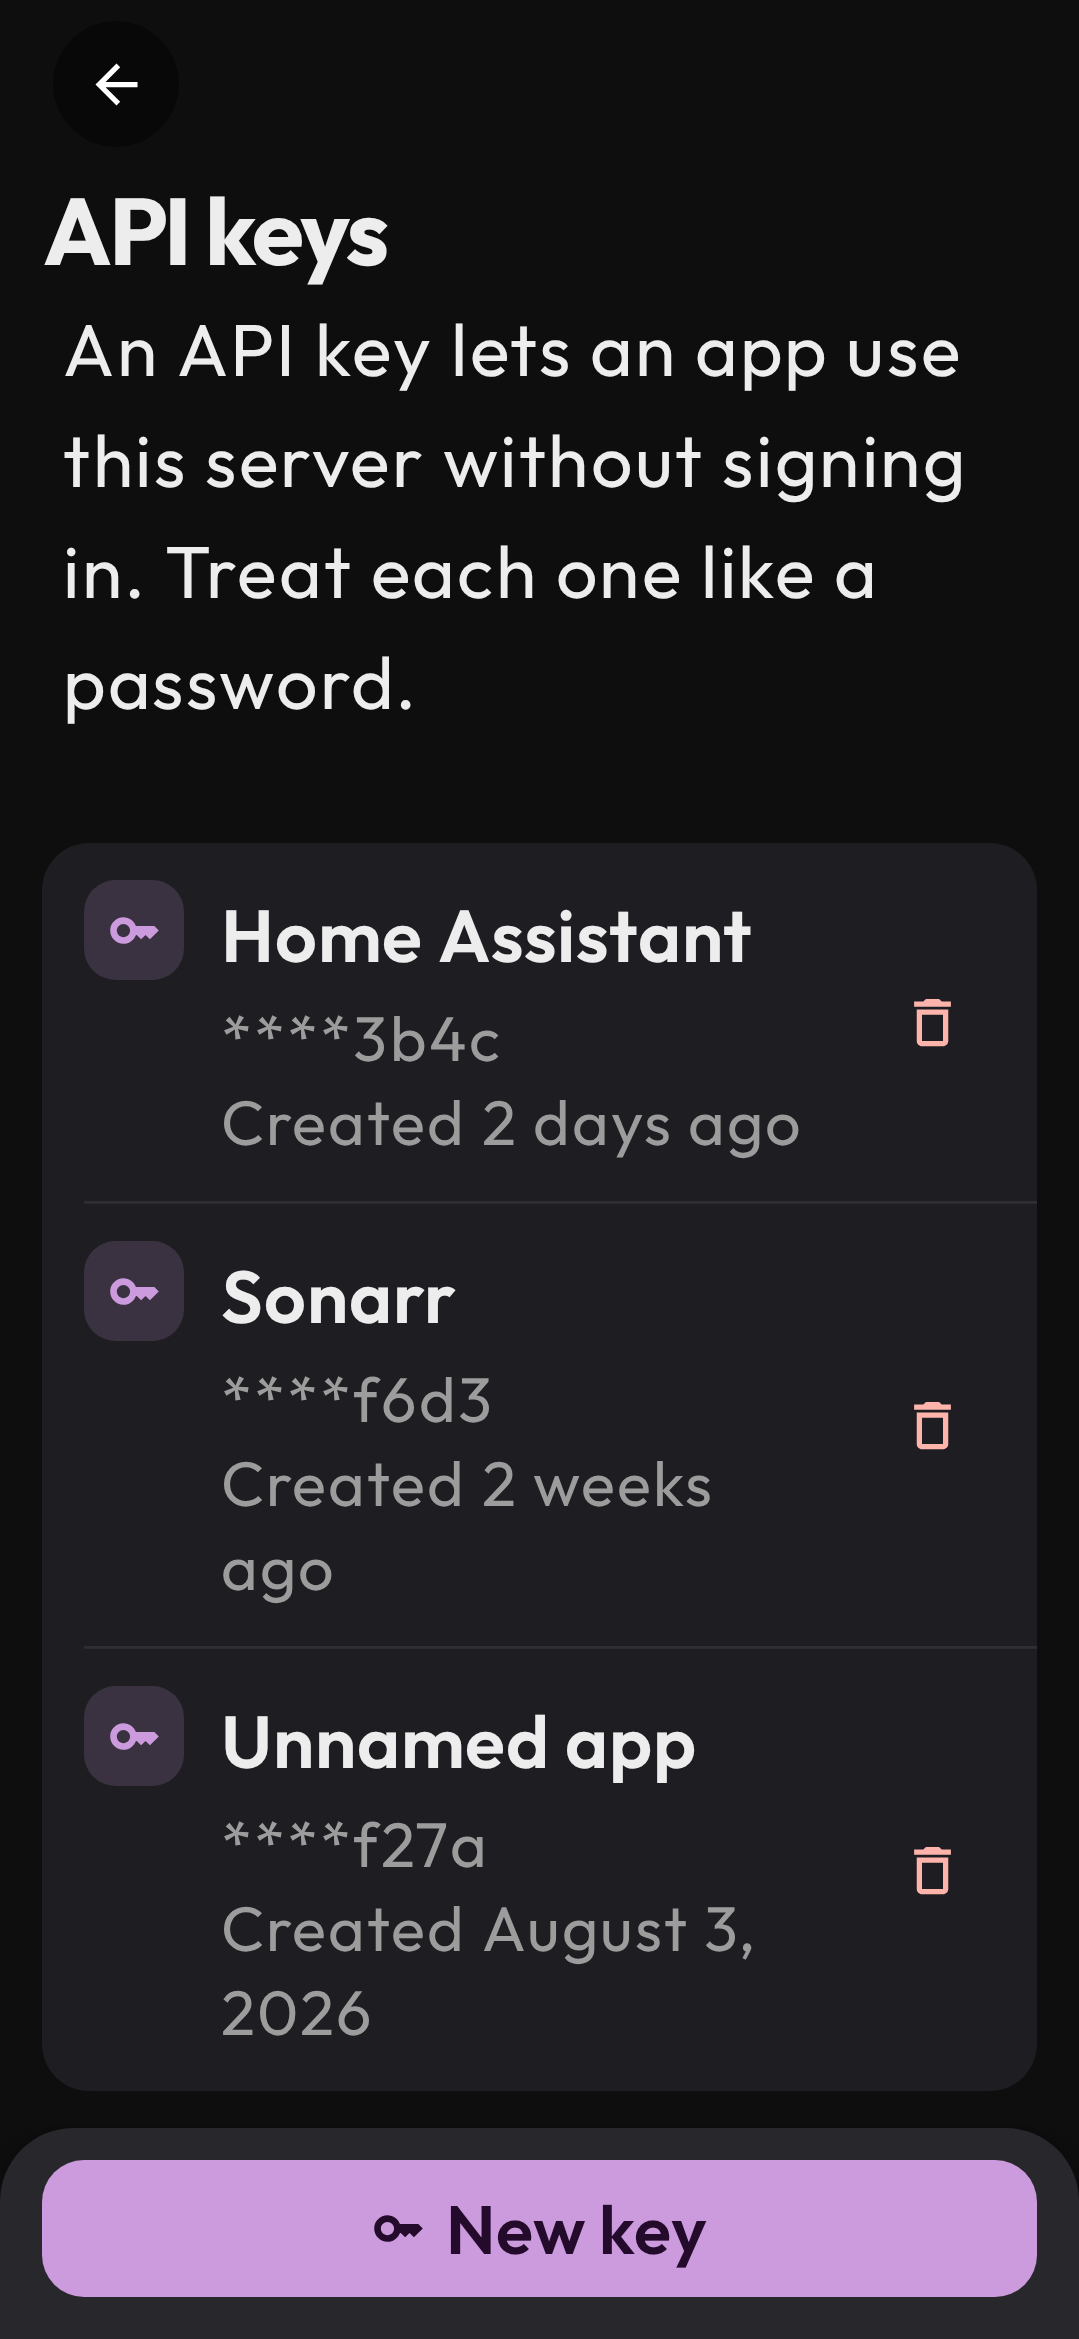 API keys
An API key lets an app use
this server without signing
in. Treat each one like a
password.
Home Assistant
****3b4c
Created 2 days ago
Sonarr
****f6d3
Created 2 weeks
ago
Unnamed app
****f27a
Created August 3,
2026
New key